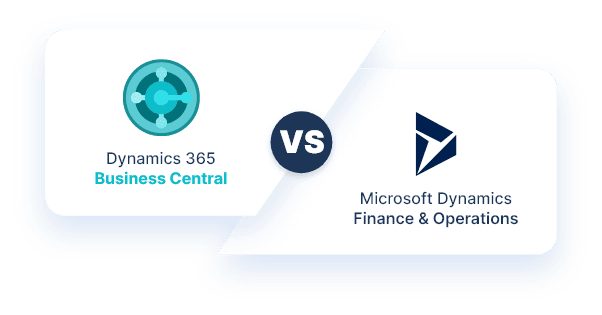 Dynamics 365
Business Central
VS
Microsoft Dynamics
Finance & Operations